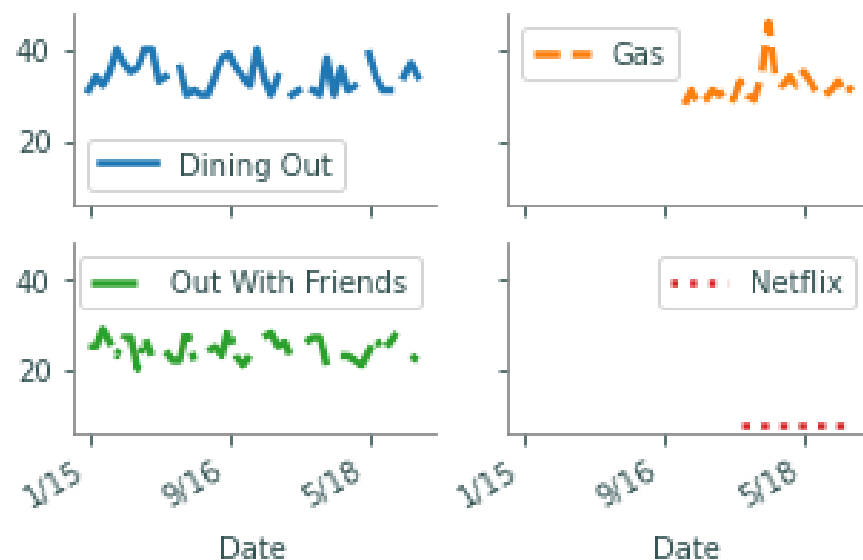 40
20
Dining Out
Gas
40
20
Out With Friends
Netflix
1/15
9/16
5/18
1/15
9/16
5/18
Date
Date